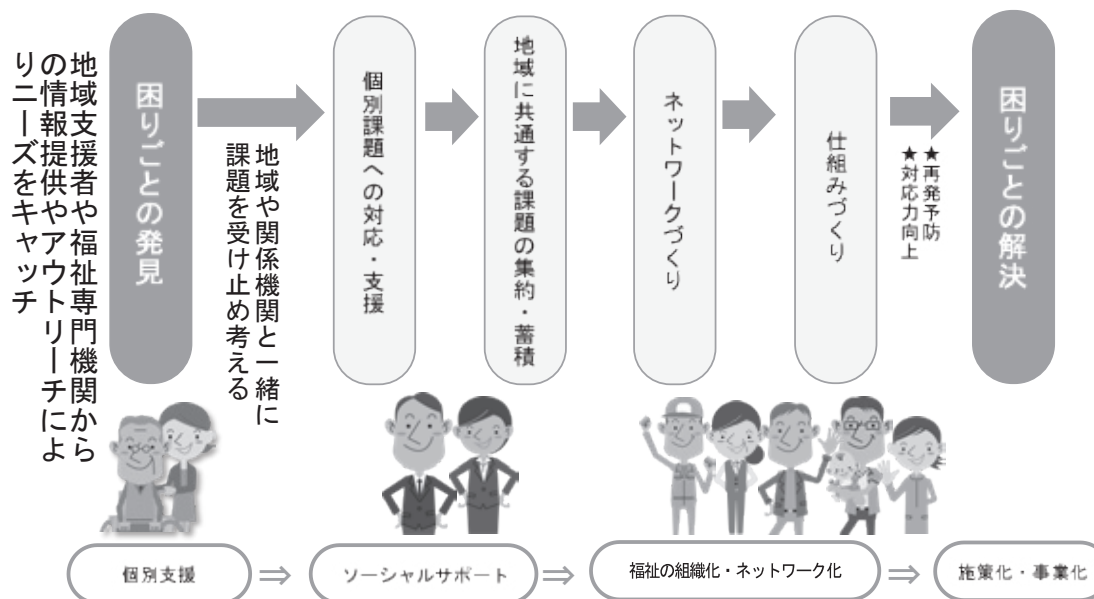 地域支援者や福祉専門機関から
の情報提供やアウトリーチによ
りニーズをキャッチ
困りごとの発見
地域や関係機関と一緒に
課題を受け止め考える
個別課題への対応・支援
地域に共通する課題の集約・蓄積
ネットワークづくり
仕組みづくり
★再発予防
★対応力向上
困りごとの解決
個別支援
ソーシャルサポート
福祉の組織化・ネットワーク化
施策化・事業化